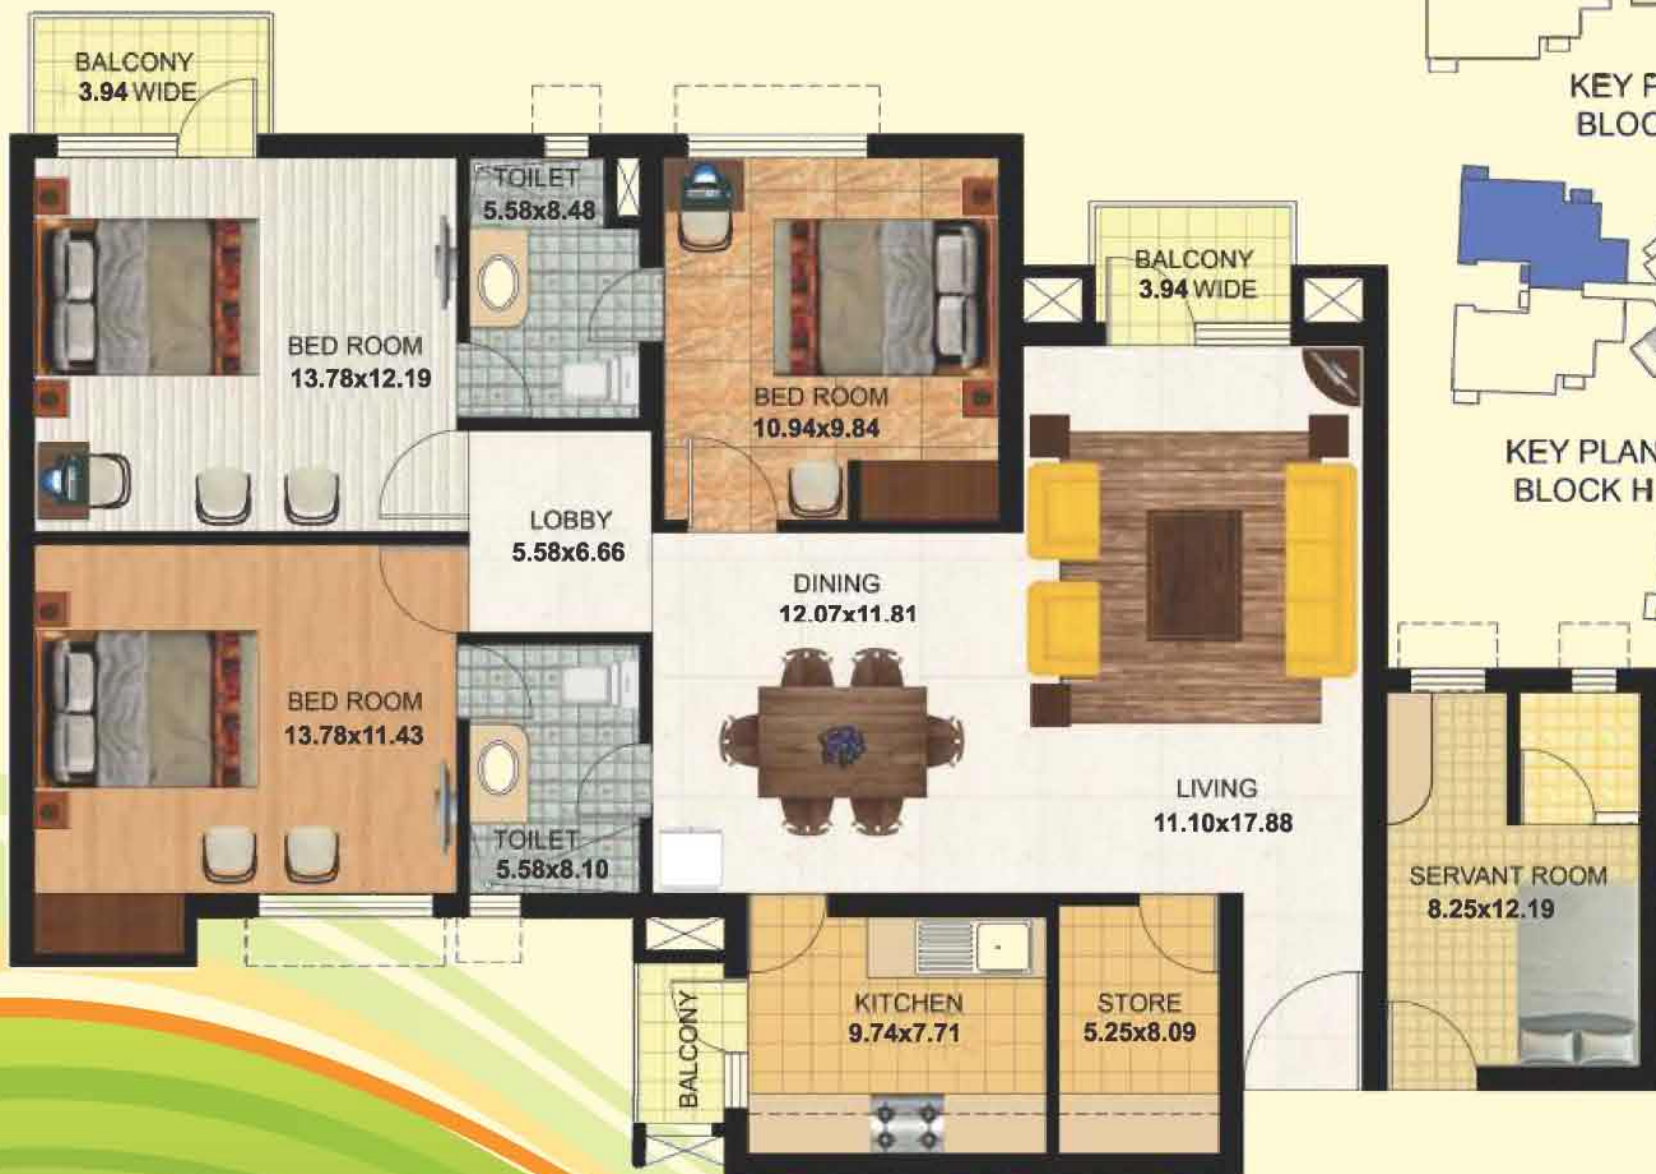 BALCONY
3.94 WIDE
TOILET
5.58x8.48
BED ROOM
13.78x12.19
BED ROOM
10.94x9.84
BALCONY
3.94 WIDE
LOBBY
5.58x6.66
DINING
12.07x11.81
BED ROOM
13.78x11.43
TOILET
5.58x8.10
LIVING
11.10x17.88
SERVANT ROOM
8.25x12.19
BALCONY
KITCHEN
9.74x7.71
STORE
5.25x8.09
KEY P
BLOC
KEY PLAN
BLOCK H